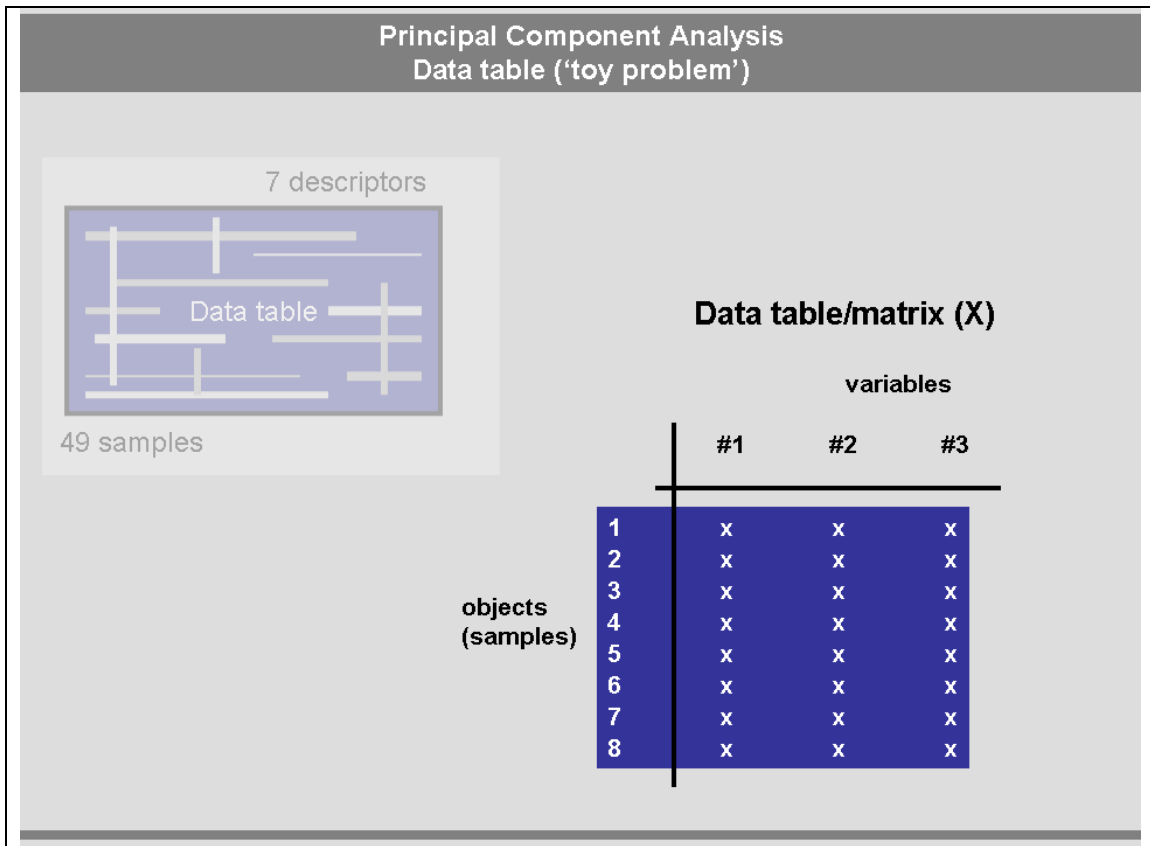 Principal Component Analysis
Data table (‘toy problem’)
7 descriptors
Data table
49 samples
Data table/matrix (X)
variables
#1 #2 #3
1 x x x
2 x x x
3 x x x
objects
(samples)
4 x x x
5 x x x
6 x x x
7 x x x
8 x x x